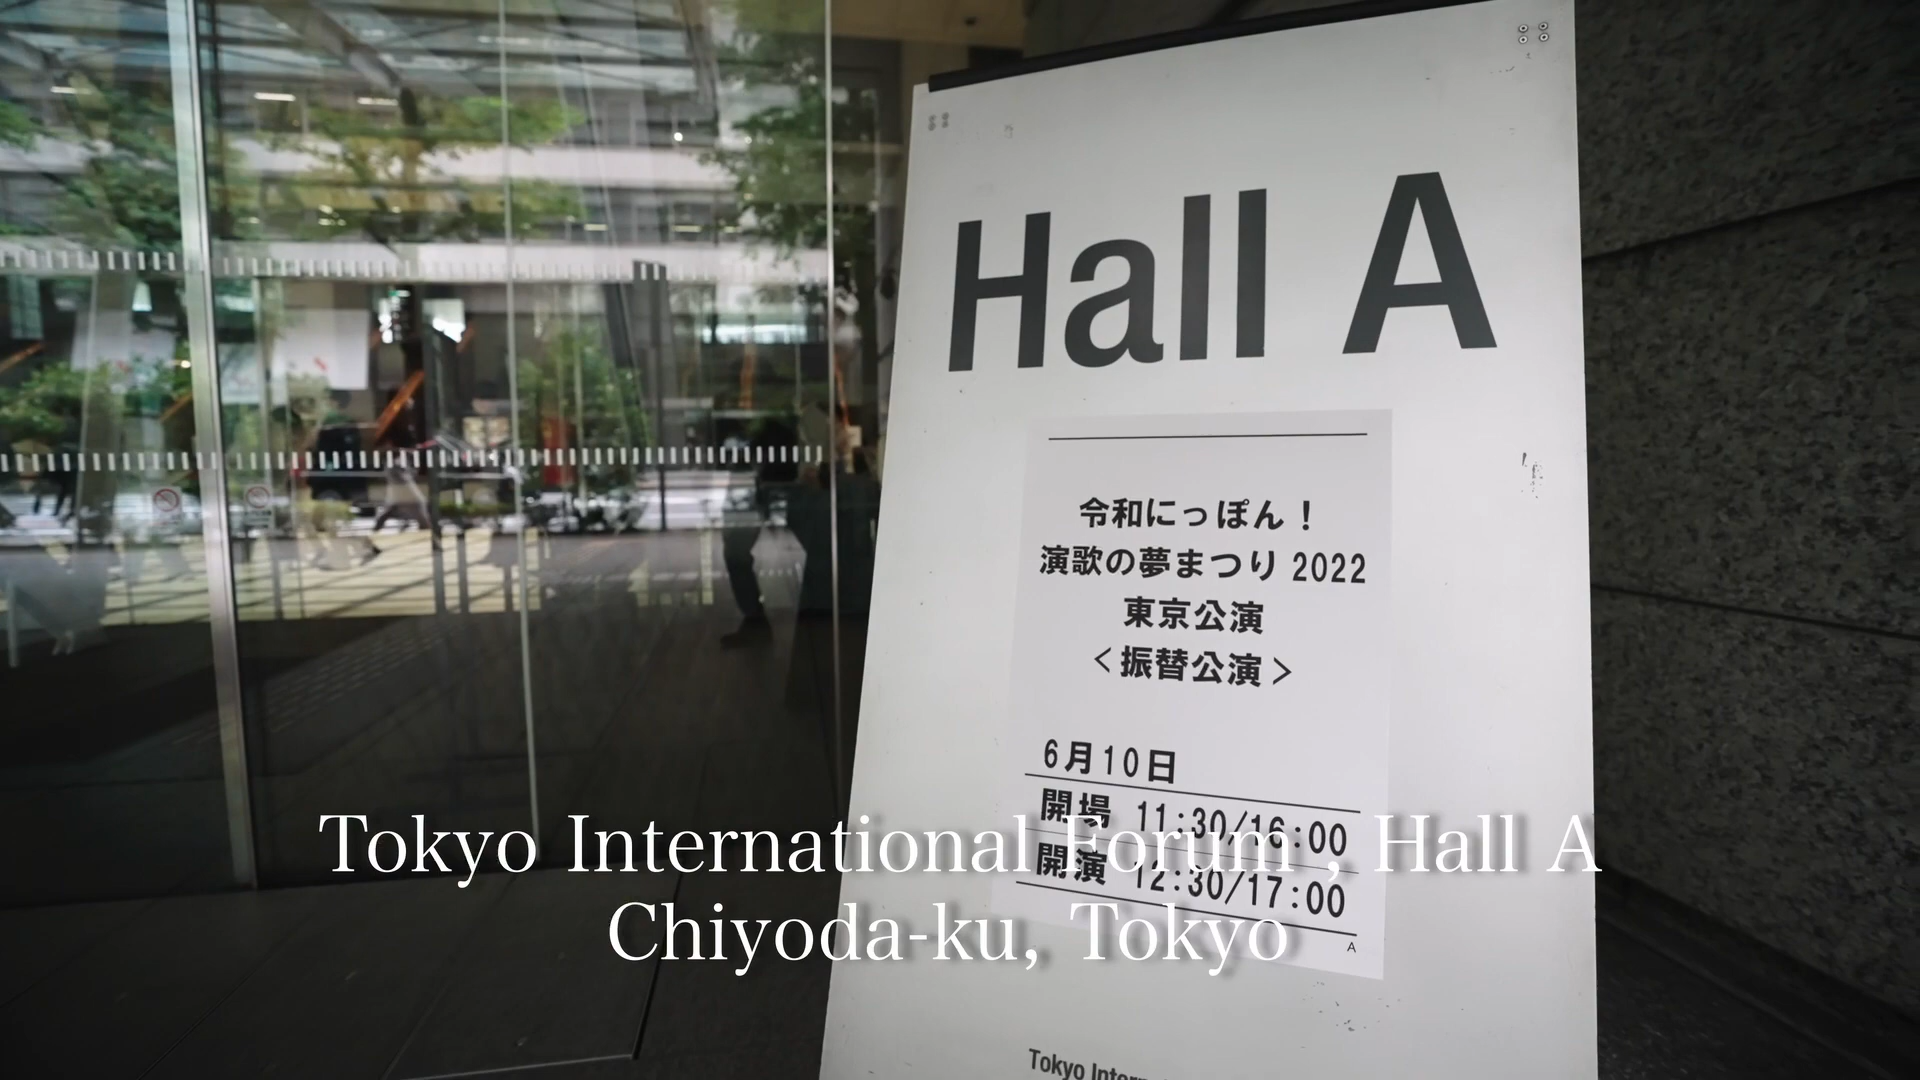 Hall A
令和にっぽん！
演歌の夢まつり 2022
東京公演
＜振替公演＞
6月10日
開場 11:30/16:00
開演 12:30/17:00
A
Tokyo International Forum , Hall A
Chiyoda-ku, Tokyo
Tokyo